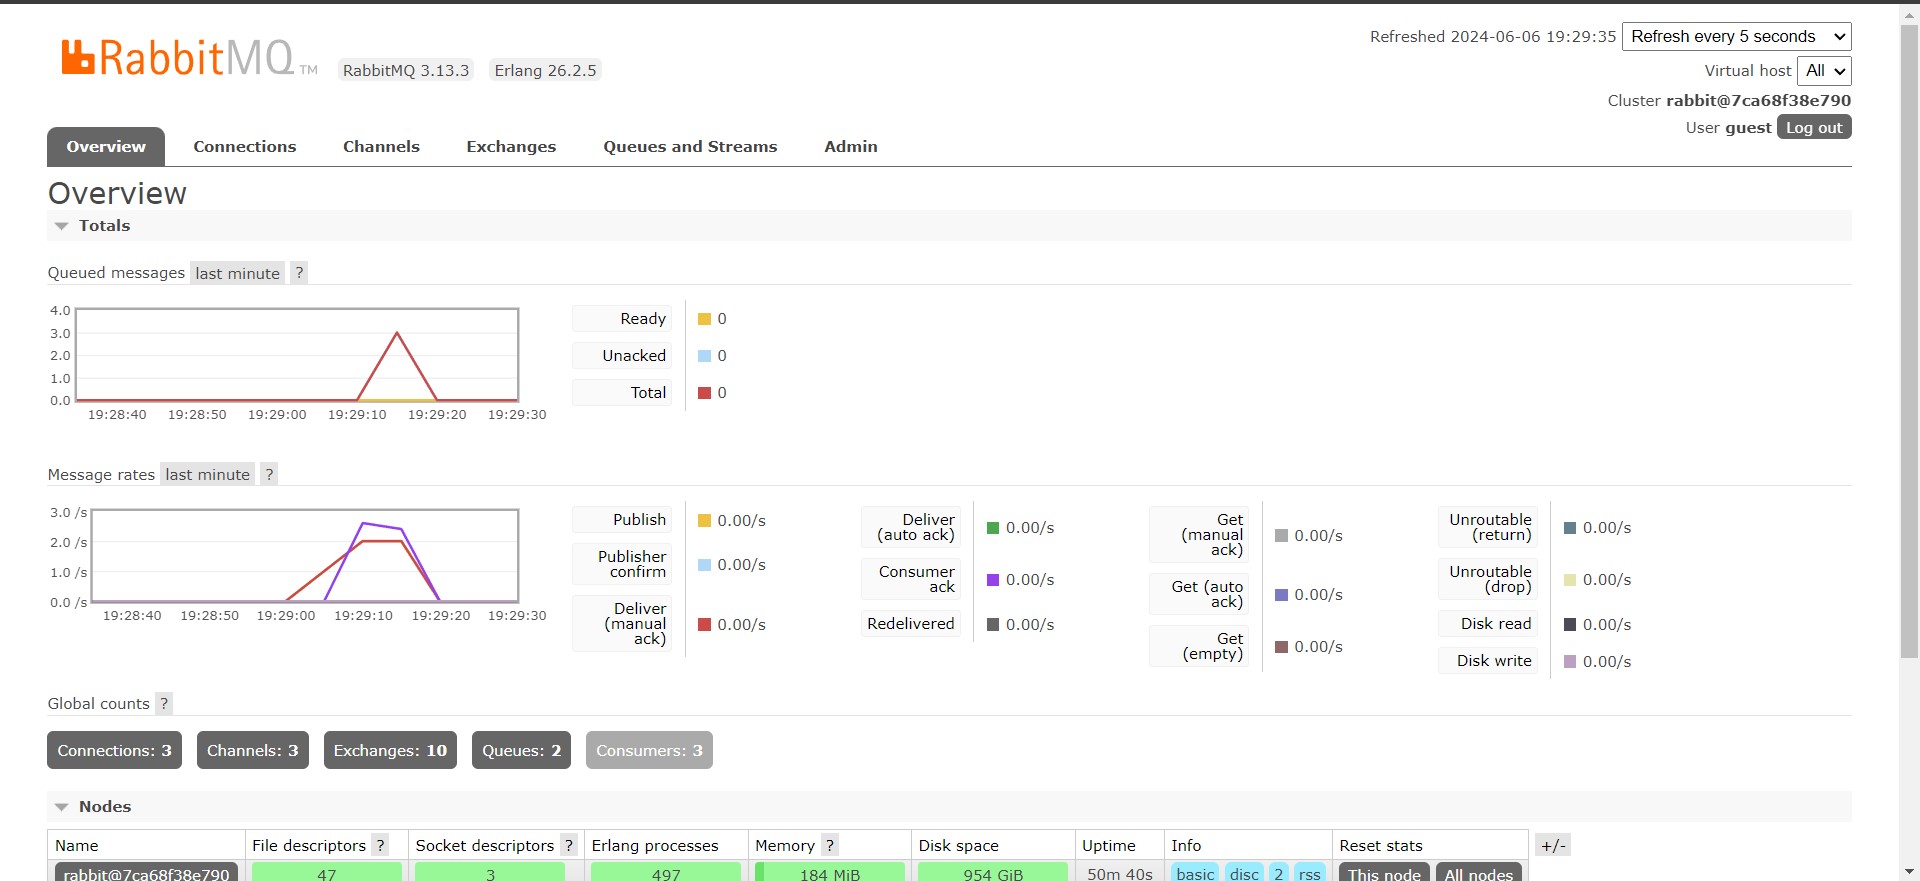 RabbitMQ TM
RabbitMQ 3.13.3
Erlang 26.2.5
Refreshed 2024-06-06 19:29:35
Refresh every 5 seconds
Virtual host
All
Cluster rabbit@7ca68f38e790
User guest
Log out
Overview
Connections
Channels
Exchanges
Queues and Streams
Admin
Overview
Totals
Queued messages
last minute
?
4.0
3.0
2.0
1.0
0.0
19:28:40
19:28:50
19:29:00
19:29:10
19:29:20
19:29:30
Ready
0
Unacked
0
Total
0
Message rates
last minute
?
3.0 /s
2.0 /s
1.0 /s
0.0 /s
19:28:40
19:28:50
19:29:00
19:29:10
19:29:20
19:29:30
Publish
0.00/s
Publisher
confirm
0.00/s
Deliver
(manual
ack)
0.00/s
Deliver
(auto ack)
0.00/s
Consumer
ack
0.00/s
Redelivered
0.00/s
Get
(manual
ack)
0.00/s
Get (auto
ack)
0.00/s
Get
(empty)
0.00/s
Unroutable
(return)
0.00/s
Unroutable
(drop)
0.00/s
Disk read
0.00/s
Disk write
0.00/s
Global counts
?
Connections: 3
Channels: 3
Exchanges: 10
Queues: 2
Consumers: 3
Nodes
Name
File descriptors ?
Socket descriptors ?
Erlang processes
Memory ?
Disk space
Uptime
Info
Reset stats
+/-
rabbit@7ca68f38e790
47
3
497
184 MiB
954 GiB
50m 40s
basic
disc
2
rss
This node
All nodes